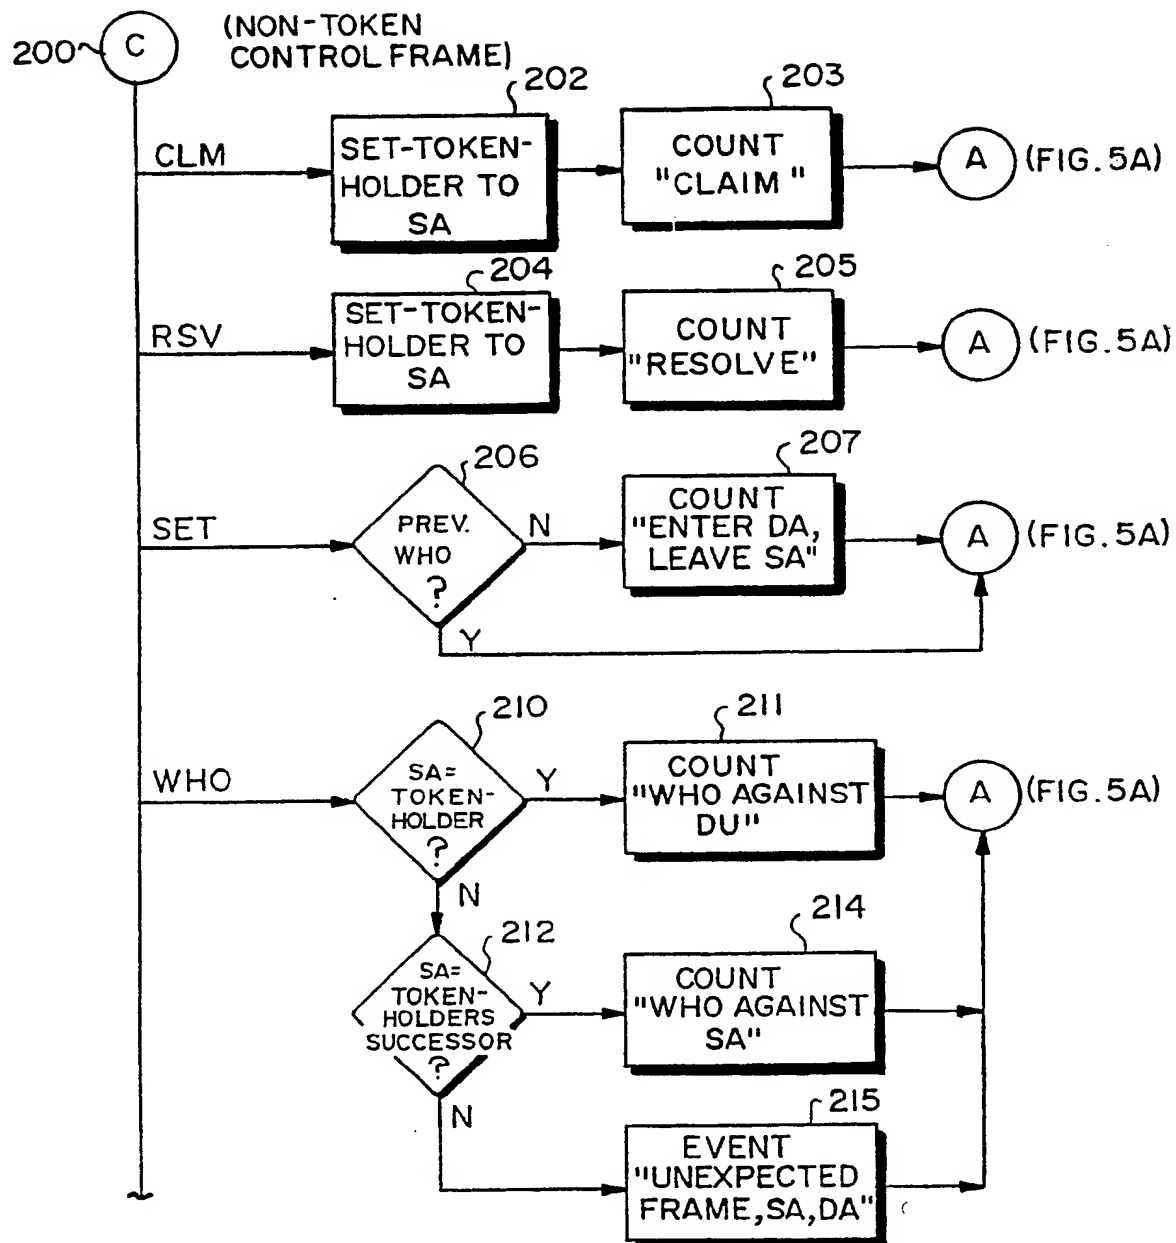 200
C
(NON-TOKEN
CONTROL FRAME)
CLM
202
SET-TOKEN-
HOLDER TO
SA
203
COUNT
"CLAIM"
A
(FIG. 5A)
RSV
204
SET-TOKEN-
HOLDER TO
SA
205
COUNT
"RESOLVE"
A
(FIG. 5A)
SET
206
PREV.
WHO
?
N
Y
207
COUNT
"ENTER DA,
LEAVE SA"
A
(FIG. 5A)
WHO
210
SA=
TOKEN-
HOLDER
?
Y
N
211
COUNT
"WHO AGAINST
DU"
A
(FIG. 5A)
212
SA=
TOKEN-
HOLDERS
SUCCESSOR
?
Y
N
214
COUNT
"WHO AGAINST
SA"
215
EVENT
"UNEXPECTED
FRAME, SA, DA"